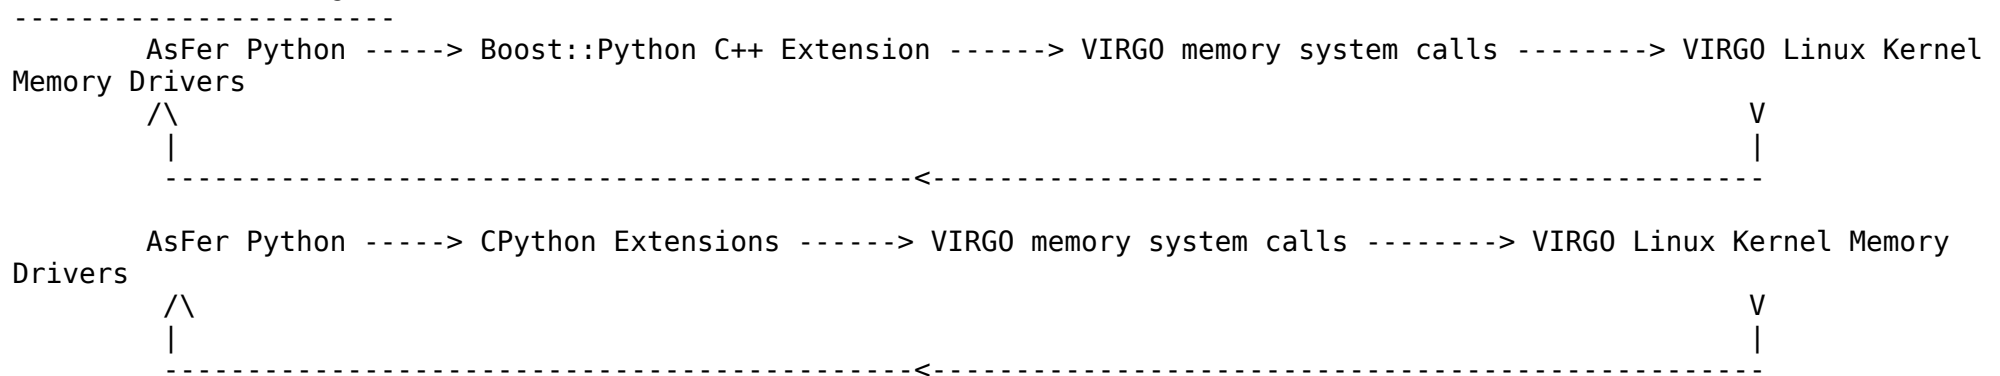 -----------------------
AsFer Python -----> Boost::Python C++ Extension ------> VIRGO memory system calls --------> VIRGO Linux Kernel
Memory Drivers
/\ V
| |
---------------------------------------------<--------------------------------------------------
AsFer Python -----> CPython Extensions ------> VIRGO memory system calls --------> VIRGO Linux Kernel Memory
Drivers
/\ V
| |
---------------------------------------------<--------------------------------------------------